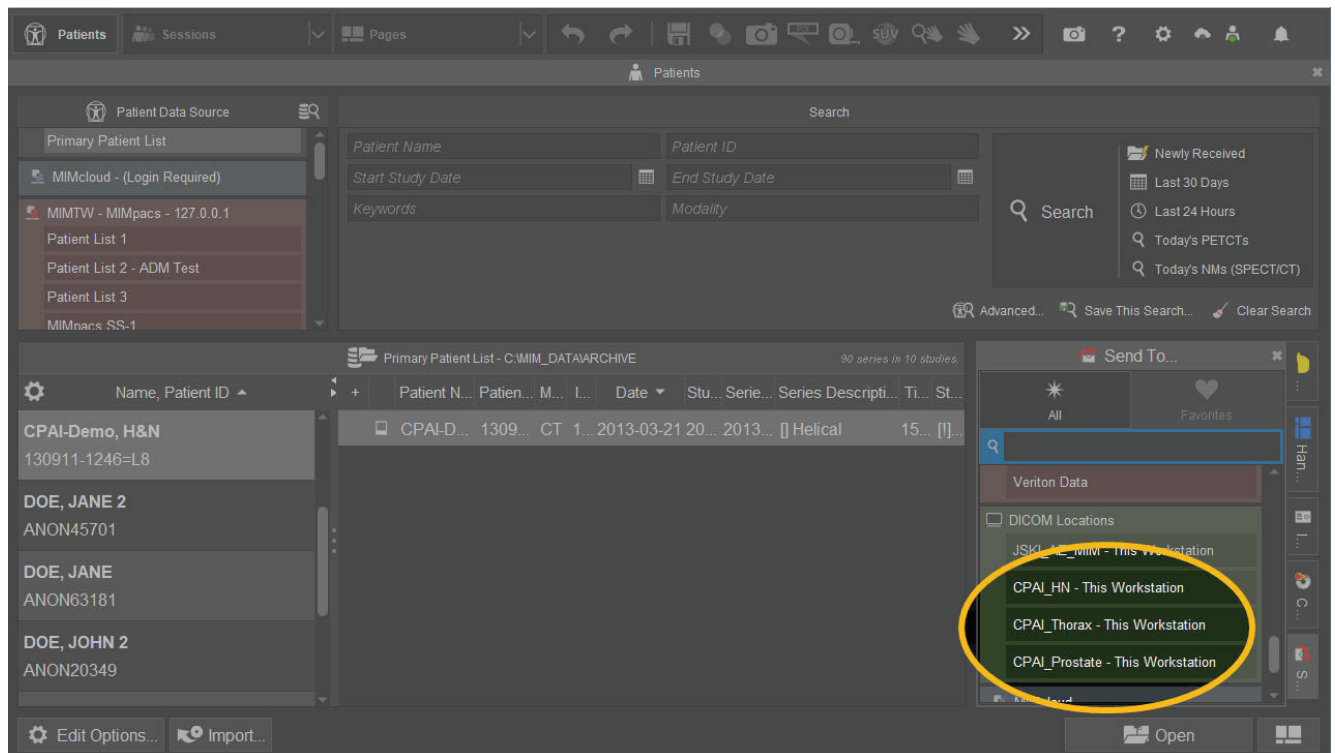 Patients
Sessions
Pages
SUV
Patients
Patient Data Source
Primary Patient List
MIMcloud - (Login Required)
MIMTW - MIMpacs - 127.0.0.1
Patient List 1
Patient List 2 - ADM Test
Patient List 3
MIMpacs SS-1
Search
Patient Name
Patient ID
Start Study Date
End Study Date
Keywords
Modality
Search
Newly Received
Last 30 Days
Last 24 Hours
Today's PETCTs
Today's NMs (SPECT/CT)
Advanced...
Save This Search...
Clear Search
Primary Patient List - C:\MIM_DATA\ARCHIVE
90 series in 10 studies.
Name, Patient ID
+ Patient N... Patien... M... I... Date Stu... Serie... Series Descripti... Ti... St...
CPAI-D... 1309... CT 1... 2013-03-21 20... 2013... [] Helical 15... [!]...
CPAI-Demo, H&N
130911-1246=L8
DOE, JANE 2
ANON45701
DOE, JANE
ANON63181
DOE, JOHN 2
ANON20349
Send To...
All
Favorites
Veriton Data
DICOM Locations
JSKI_AE_MIM - This Workstation
CPAI_HN - This Workstation
CPAI_Thorax - This Workstation
CPAI_Prostate - This Workstation
Han...
I...
C...
S...
Edit Options...
Import...
Open